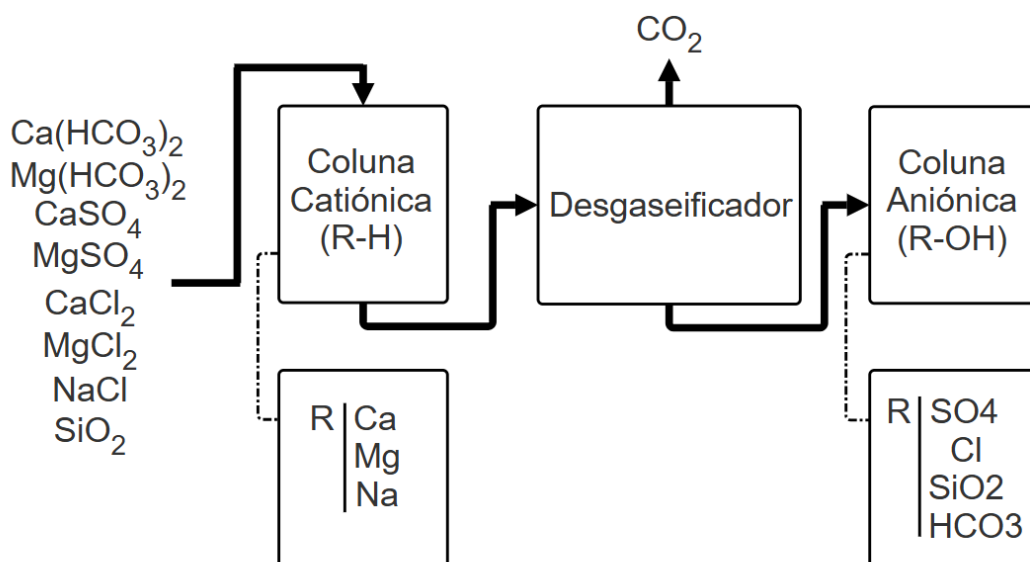 CO₂
Ca(HCO₃)₂
Mg(HCO₃)₂
CaSO₄
MgSO₄
CaCl₂
MgCl₂
NaCl
SiO₂
Coluna
Catiónica
(R-H)
Desgaseificador
Coluna
Aniónica
(R-OH)
R Ca
Mg
Na
R SO4
Cl
SiO2
HCO3